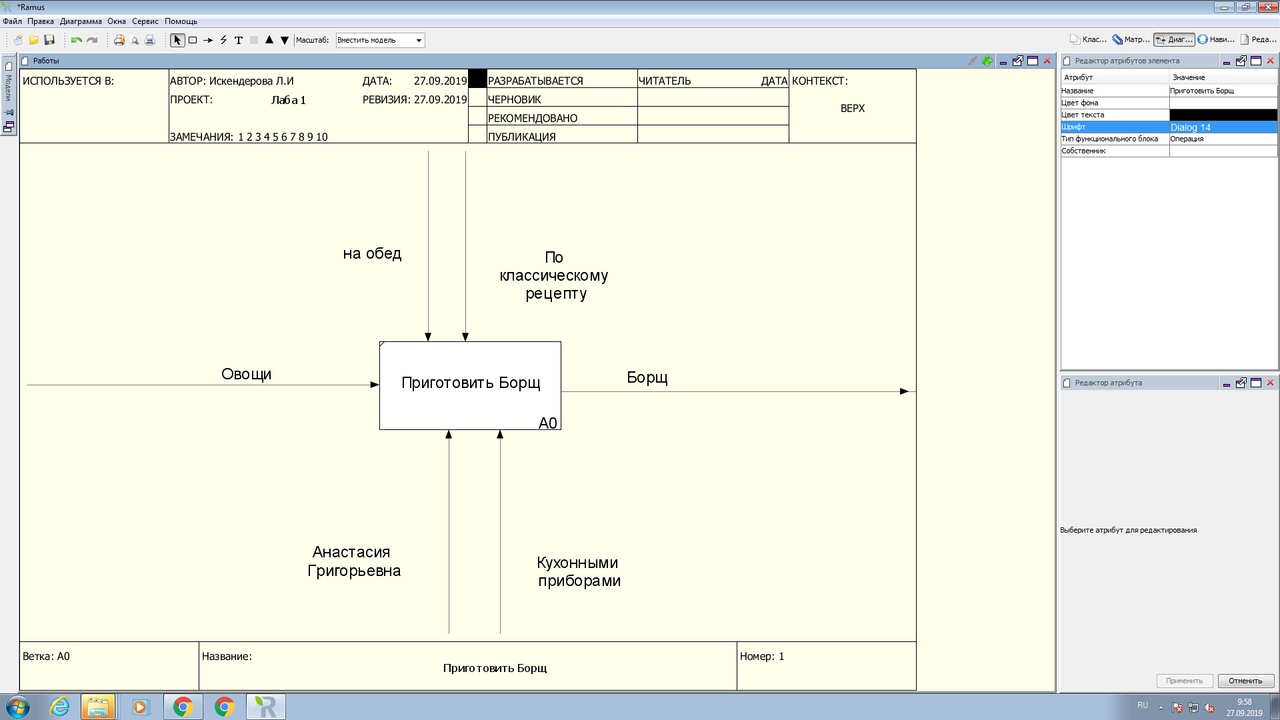 *Ramus
Файл Правка Диаграмма Окна Сервис Помощь
Масштаб: Вместить модель
Клас... Матр... Диаг... Нави... Реда...
Модели
Работы
ИСПОЛЬЗУЕТСЯ В:
АВТОР: Искендерова Л.И
ДАТА: 27.09.2019
ПРОЕКТ: Лаба 1
РЕВИЗИЯ: 27.09.2019
ЗАМЕЧАНИЯ: 1 2 3 4 5 6 7 8 9 10
РАЗРАБАТЫВАЕТСЯ
ЧЕРНОВИК
РЕКОМЕНДОВАНО
ПУБЛИКАЦИЯ
ЧИТАТЕЛЬ ДАТА
КОНТЕКСТ:
ВЕРХ
на обед
По
классическому
рецепту
Овощи
Приготовить Борщ
A0
Борщ
Анастасия
Григорьевна
Кухонными
приборами
Ветка: A0
Название:
Приготовить Борщ
Номер: 1
Редактор атрибутов элемента
Атрибут Значение
Название Приготовить Борщ
Цвет фона
Цвет текста
Шрифт Dialog 14
Тип функционального блока Операция
Собственник
Редактор атрибута
Выберите атрибут для редактирования
Применить Отменить
RU
9:58
27.09.2019